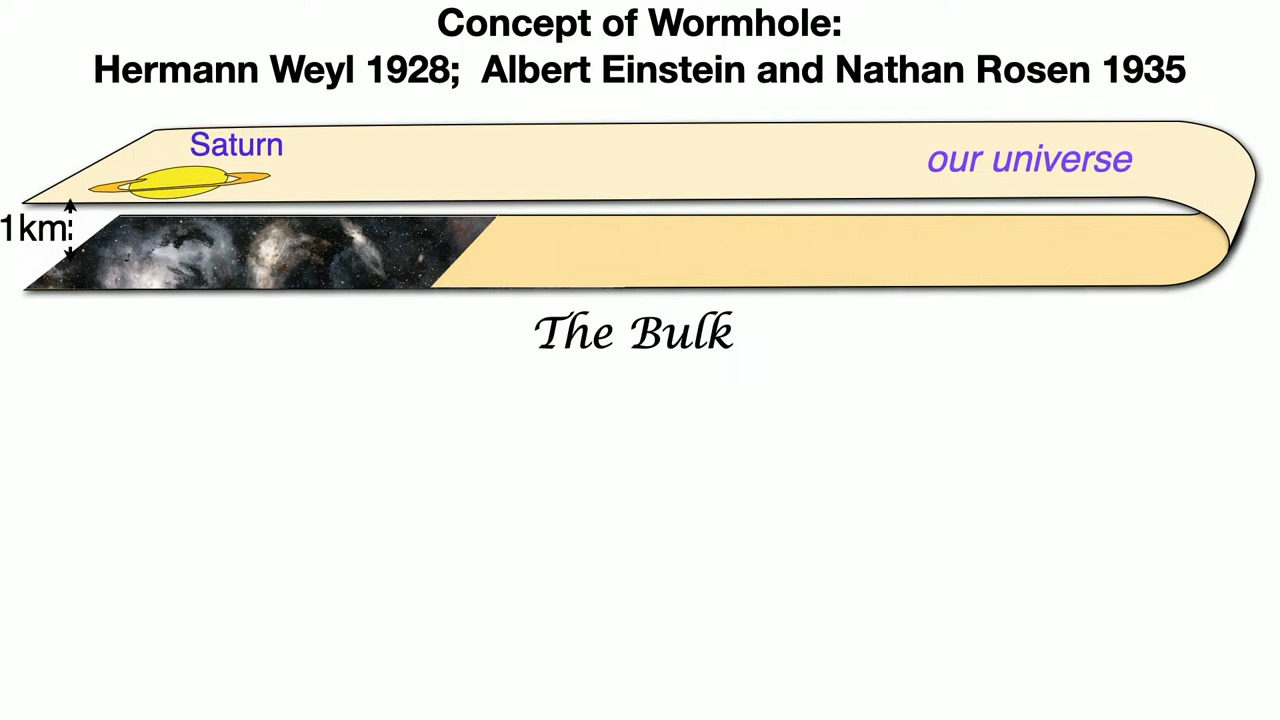 Concept of Wormhole:
Hermann Weyl 1928;  Albert Einstein and Nathan Rosen 1935
Saturn
our universe
1km
The Bulk